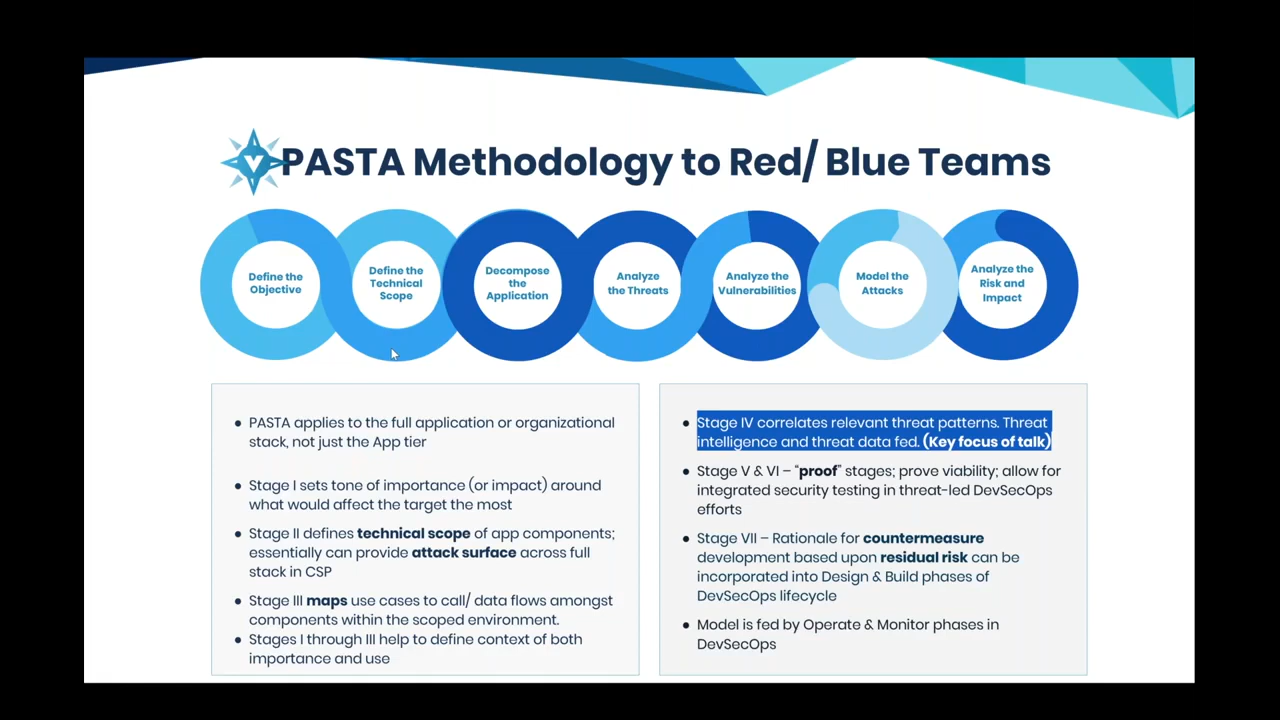 PASTA Methodology to Red/ Blue Teams
Define the
Objective
Define the
Technical
Scope
Decompose
the
Application
Analyze
the Threats
Analyze the
Vulnerabilities
Model the
Attacks
Analyze the
Risk and
Impact
● PASTA applies to the full application or organizational
stack, not just the App tier
● Stage I sets tone of importance (or impact) around
what would affect the target the most
● Stage II defines technical scope of app components;
essentially can provide attack surface across full
stack in CSP
● Stage III maps use cases to call/ data flows amongst
components within the scoped environment.
● Stages I through III help to define context of both
importance and use
● Stage IV correlates relevant threat patterns. Threat
intelligence and threat data fed. (Key focus of talk)
● Stage V & VI – “proof” stages; prove viability; allow for
integrated security testing in threat-led DevSecOps
efforts
● Stage VII – Rationale for countermeasure
development based upon residual risk can be
incorporated into Design & Build phases of
DevSecOps lifecycle
● Model is fed by Operate & Monitor phases in
DevSecOps